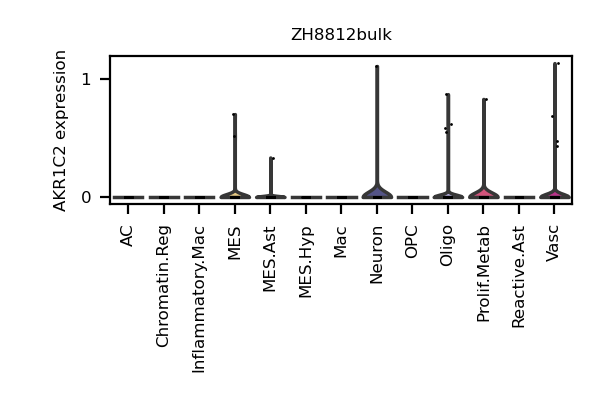 ZH8812bulk
AKR1C2 expression
1
0
AC
Chromatin.Reg
Inflammatory.Mac
MES
MES.Ast
MES.Hyp
Mac
Neuron
OPC
Oligo
Prolif.Metab
Reactive.Ast
Vasc